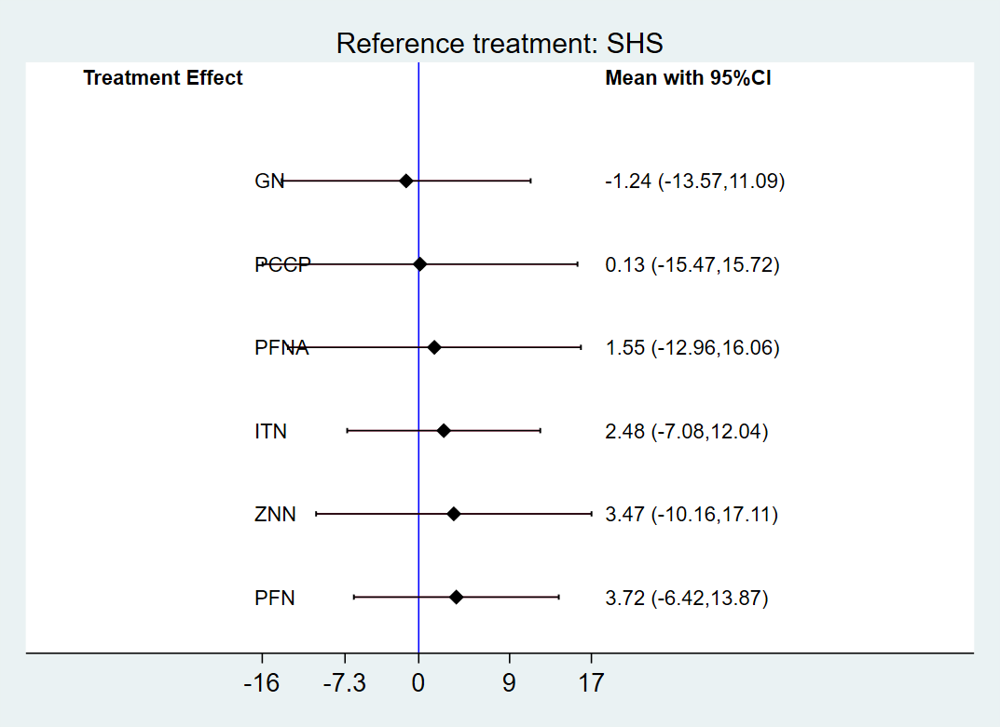 Reference treatment: SHS
Treatment Effect Mean with 95%CI
GN -1.24 (-13.57,11.09)
PCCP 0.13 (-15.47,15.72)
PFNA 1.55 (-12.96,16.06)
ITN 2.48 (-7.08,12.04)
ZNN 3.47 (-10.16,17.11)
PFN 3.72 (-6.42,13.87)
-16 -7.3 0 9 17